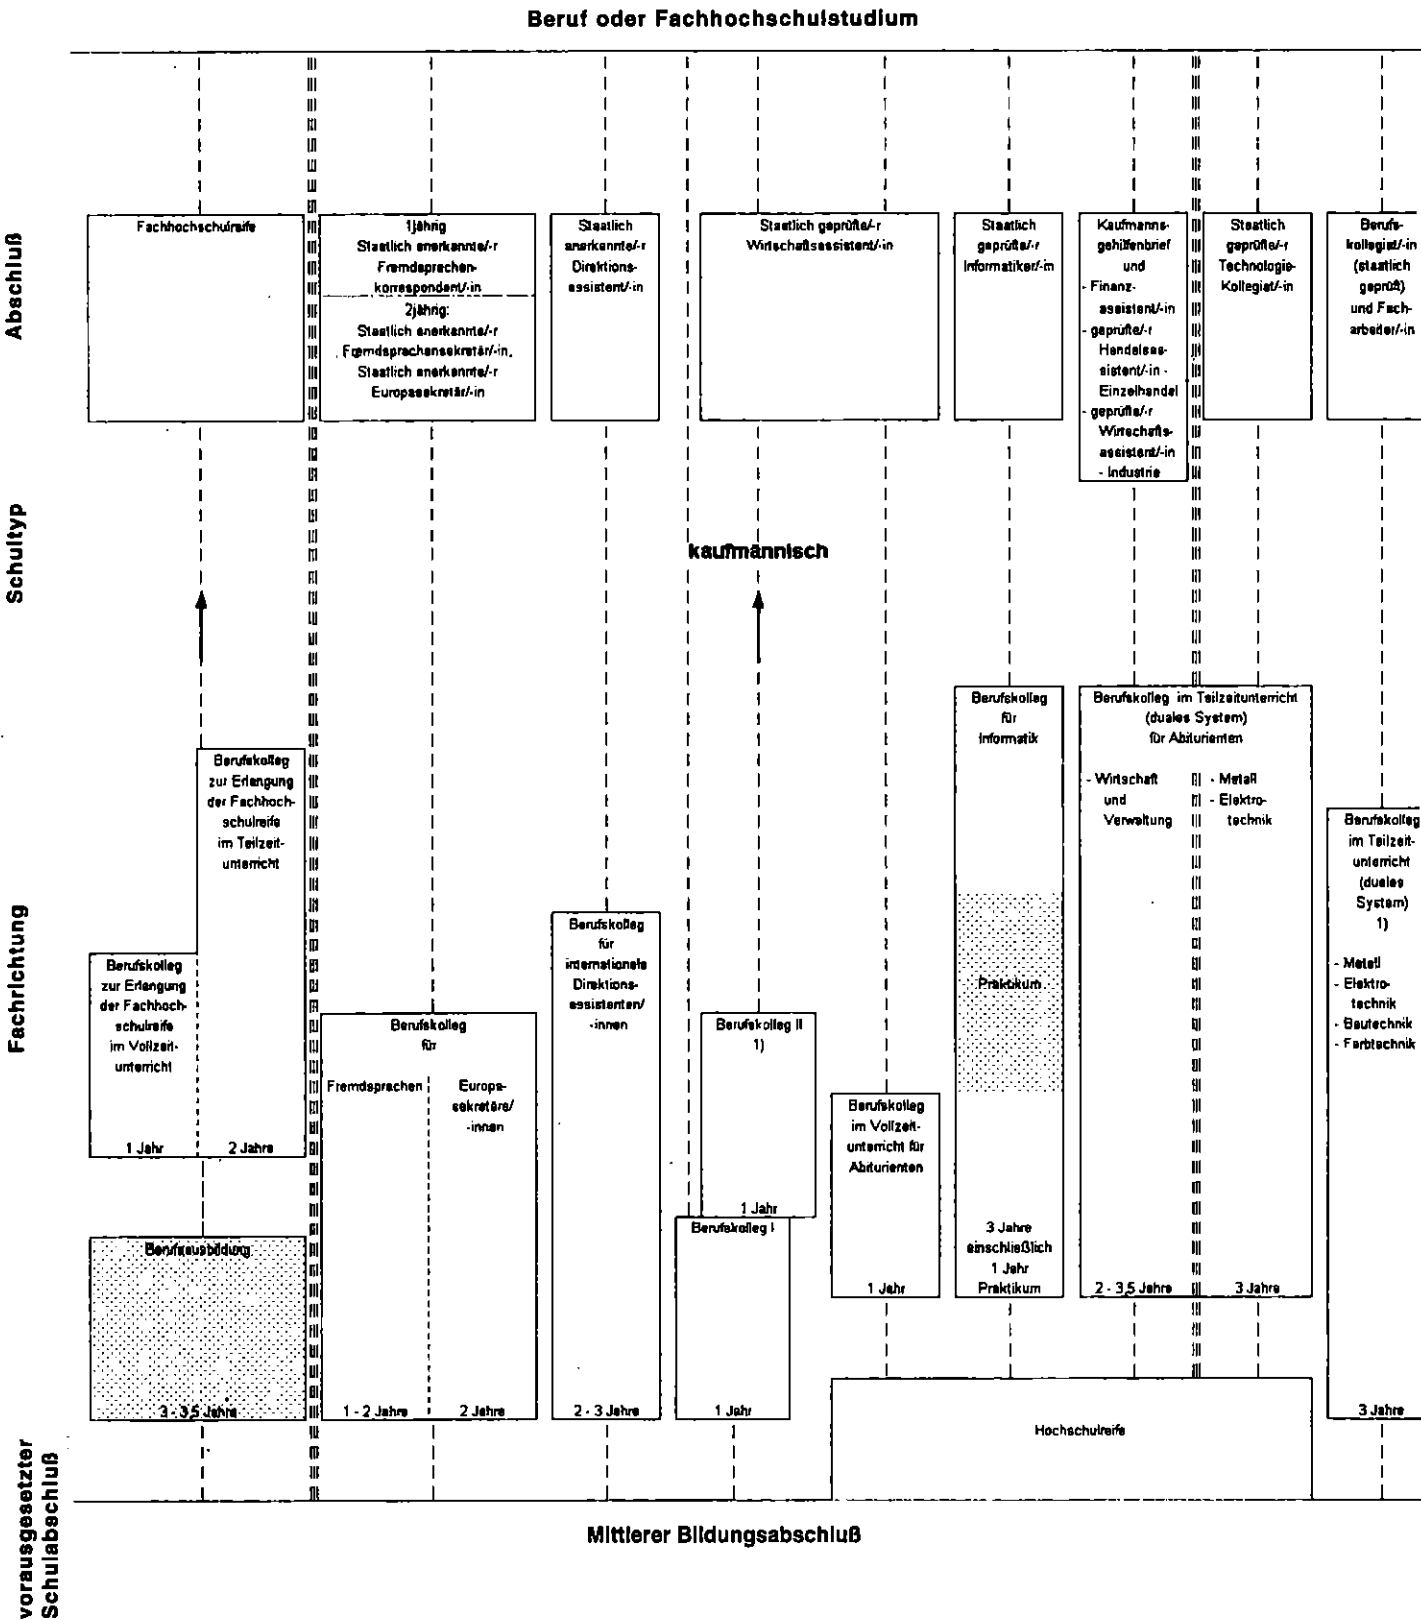 Beruf oder Fachhochschulstudium
Abschluß
Fachhochschulreife
1jährig
Staatlich anerkannte/-r
Fremdsprachen-
korrespondent/-in
2jährig:
Staatlich anerkannte/-r
Fremdsprachensekretär/-in,
Staatlich anerkannte/-r
Europasekretär/-in
Staatlich
anerkannte/-r
Direktions-
assistent/-in
Staatlich geprüfte/-r
Wirtschaftsassistent/-in
Staatlich
geprüfte/-r
Informatiker/-in
Kaufmanns-
gehilfenbrief
und
- Finanz-
assistent/-in
- geprüfte/-r
Handelsas-
sistent/-in -
Einzelhandel
- geprüfte/-r
Wirtschafts-
assistent/-in
- Industrie
Staatlich
geprüfte/-r
Technologie-
Kollegiat/-in
Berufs-
kollegiat/-in
(staatlich
geprüft)
und Fach-
arbeiter/-in
Schultyp
kaufmännisch
Fachrichtung
Berufskolleg
zur Erlangung
der Fachhoch-
schulreife
im Vollzeit-
unterricht
1 Jahr
Berufskolleg
zur Erlangung
der Fachhoch-
schulreife
im Teilzeit-
unterricht
2 Jahre
Berufsausbildung
3 - 3,5 Jahre
Berufskolleg
für
Fremdsprachen
1 - 2 Jahre
Europa-
sekretäre/
-innen
2 Jahre
Berufskolleg
für
internationale
Direktions-
assistenten/
-innen
2 - 3 Jahre
Berufskolleg II
1)
1 Jahr
Berufskolleg I
1 Jahr
Berufskolleg
im Vollzeit-
unterricht für
Abiturienten
1 Jahr
Berufskolleg
für
Informatik
Praktikum
3 Jahre
einschließlich
1 Jahr
Praktikum
Berufskolleg im Teilzeitunterricht
(duales System)
für Abiturienten
- Wirtschaft
und
Verwaltung
2 - 3,5 Jahre
- Metall
- Elektro-
technik
3 Jahre
Berufskolleg
im Teilzeit-
unterricht
(duales
System)
1)
- Metall
- Elektro-
technik
- Bautechnik
- Farbtechnik
3 Jahre
Hochschulreife
vorausgesetzter
Schulabschluß
Mittlerer Bildungsabschluß